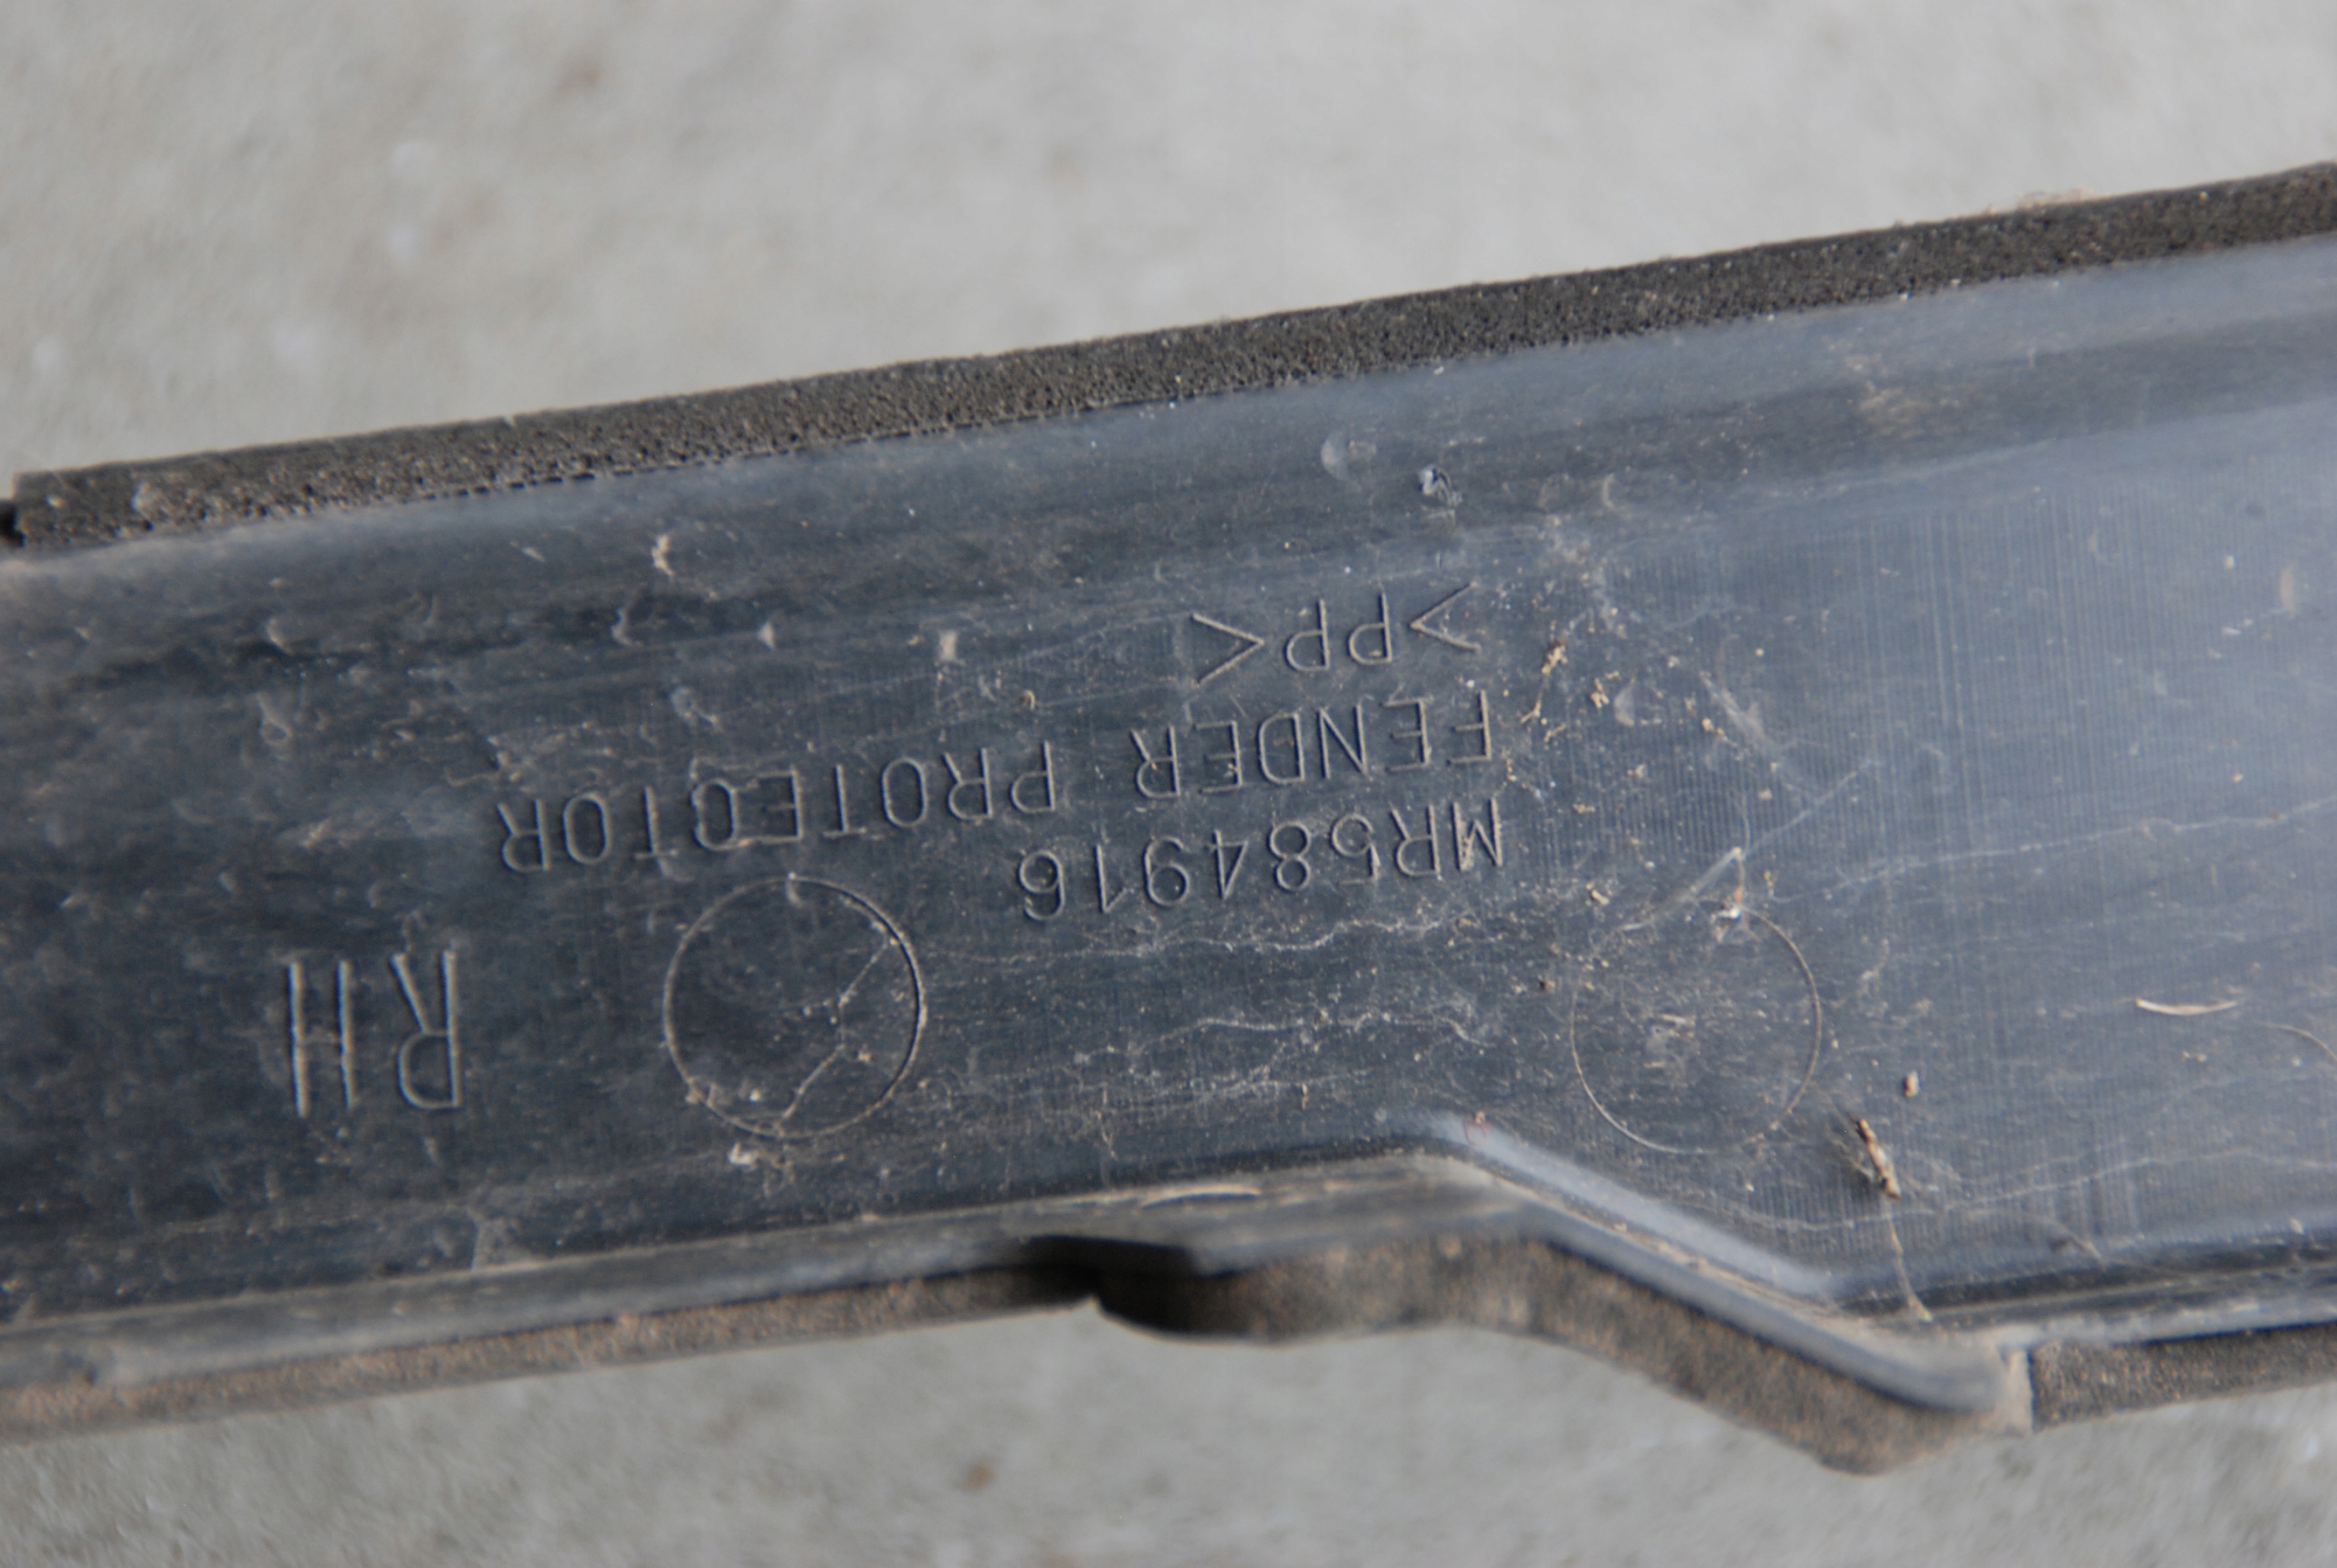 MR584916
FENDER PROTECTOR
>PP<
RH